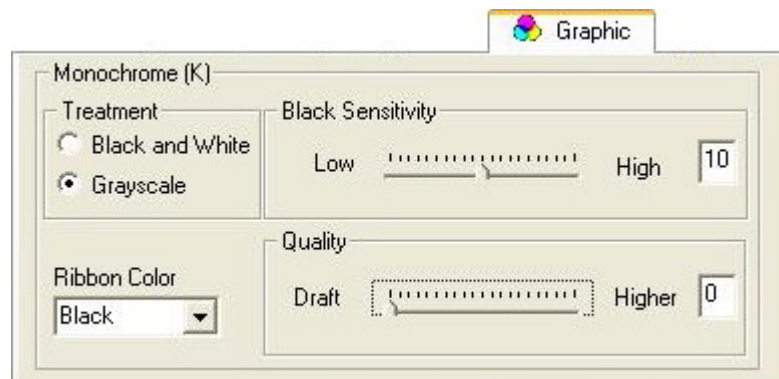 Graphic
Monochrome (K)
Treatment
Black and White
Grayscale
Black Sensitivity
Low High 10
Ribbon Color
Black
Quality
Draft Higher 0